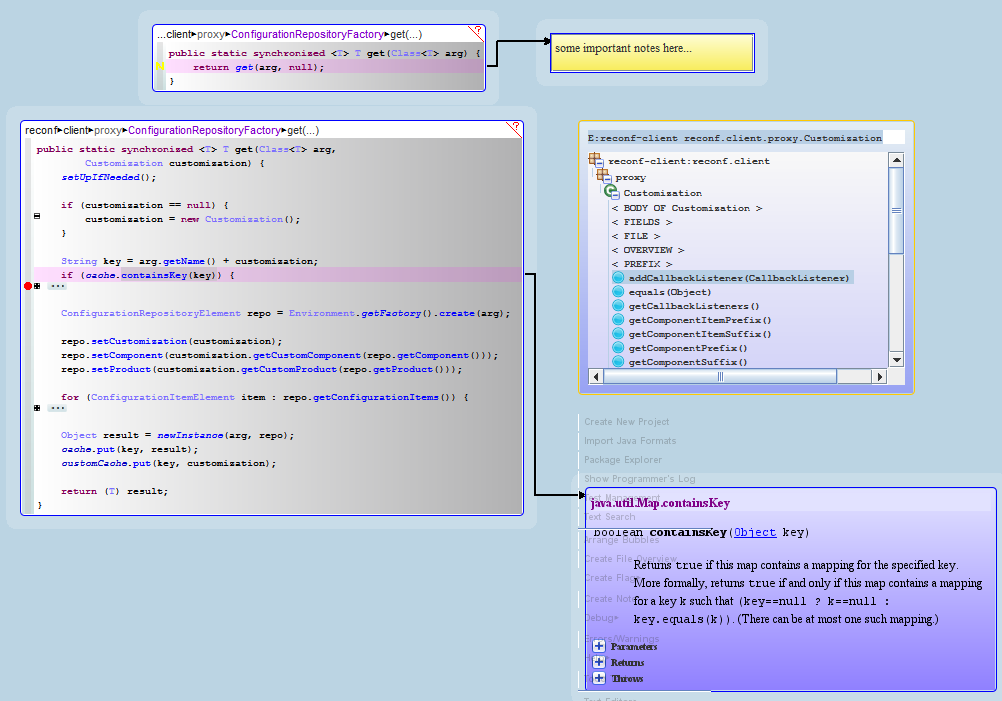 ...client▸proxy▸ConfigurationRepositoryFactory▸get(...)
public static synchronized <T> T get(Class<T> arg) {
return get(arg, null);
}
some important notes here...
reconf▸client▸proxy▸ConfigurationRepositoryFactory▸get(...)
public static synchronized <T> T get(Class<T> arg,
Customization customization) {
setUpIfNeeded();
if (customization == null) {
customization = new Customization();
}
String key = arg.getName() + customization;
if (cache.containsKey(key)) {
...
ConfigurationRepositoryElement repo = Environment.getFactory().create(arg);
repo.setCustomization(customization);
repo.setComponent(customization.getCustomComponent(repo.getComponent()));
repo.setProduct(customization.getCustomProduct(repo.getProduct()));
for (ConfigurationItemElement item : repo.getConfigurationItems()) {
...
Object result = newInstance(arg, repo);
cache.put(key, result);
customCache.put(key, customization);
return (T) result;
}
E:reconf-client reconf.client.proxy.Customization
reconf-client:reconf.client
proxy
Customization
< BODY OF Customization >
< FIELDS >
< FILE >
< OVERVIEW >
< PREFIX >
addCallbackListener(CallbackListener)
equals(Object)
getCallbackListeners()
getComponentItemPrefix()
getComponentItemSuffix()
getComponentPrefix()
getComponentSuffix()
Create New Project
Import Java Formats
Package Explorer
Show Programmer's Log
Test Management
java.util.Map.containsKey
Text Search
boolean containsKey(Object key)
Arrange Bubbles
Create File Overview
Returns true if this map contains a mapping for the specified key.
Create Flag
More formally, returns true if and only if this map contains a mapping
Create Note
for a key k such that (key==null ? k==null :
Debug
key.equals(k)). (There can be at most one such mapping.)
Errors/Warnings
Parameters
Returns
Throws
Text Editor